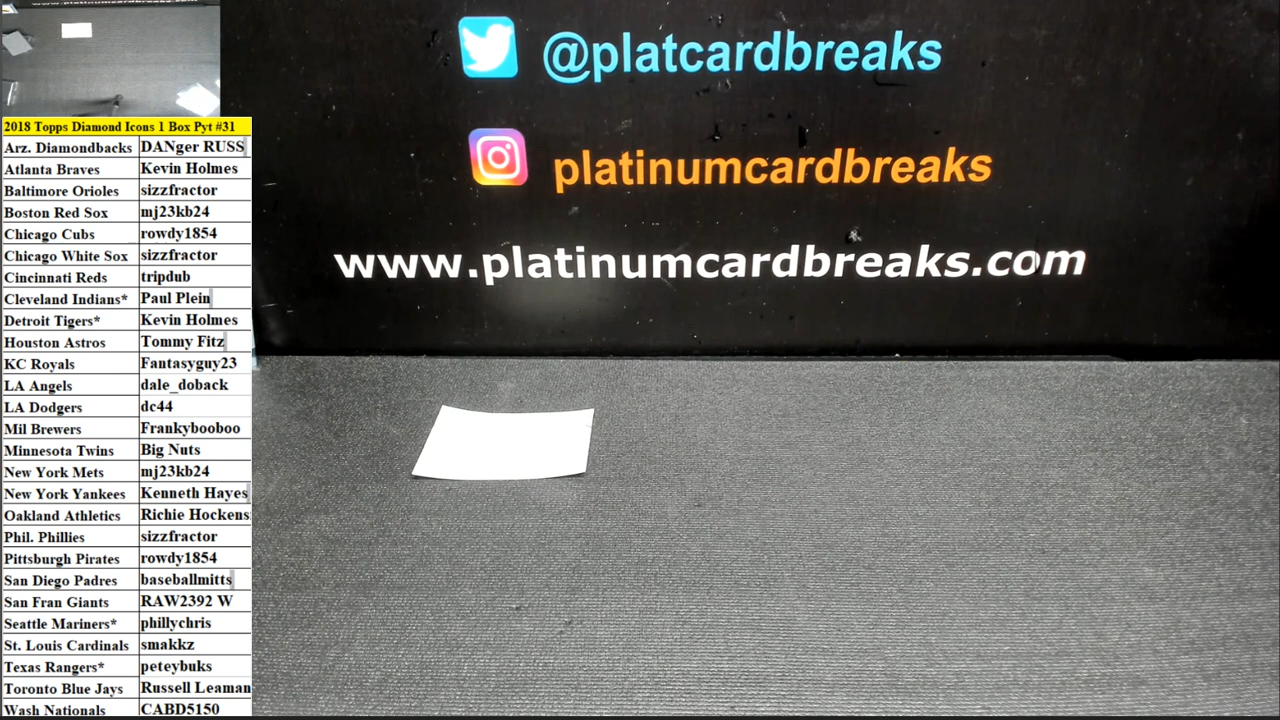 @platcardbreaks
platinumcardbreaks
www.platinumcardbreaks.com
2018 Topps Diamond Icons 1 Box Pyt #31
Arz. Diamondbacks DANger RUSS
Atlanta Braves Kevin Holmes
Baltimore Orioles sizzfractor
Boston Red Sox mj23kb24
Chicago Cubs rowdy1854
Chicago White Sox sizzfractor
Cincinnati Reds tripdub
Cleveland Indians* Paul Plein
Detroit Tigers* Kevin Holmes
Houston Astros Tommy Fitz
KC Royals Fantasyguy23
LA Angels dale_doback
LA Dodgers dc44
Mil Brewers Frankybooboo
Minnesota Twins Big Nuts
New York Mets mj23kb24
New York Yankees Kenneth Hayes
Oakland Athletics Richie Hockens
Phil. Phillies sizzfractor
Pittsburgh Pirates rowdy1854
San Diego Padres baseballmitts
San Fran Giants RAW2392 W
Seattle Mariners* phillychris
St. Louis Cardinals smakkz
Texas Rangers* peteybuks
Toronto Blue Jays Russell Leaman
Wash Nationals CABD5150